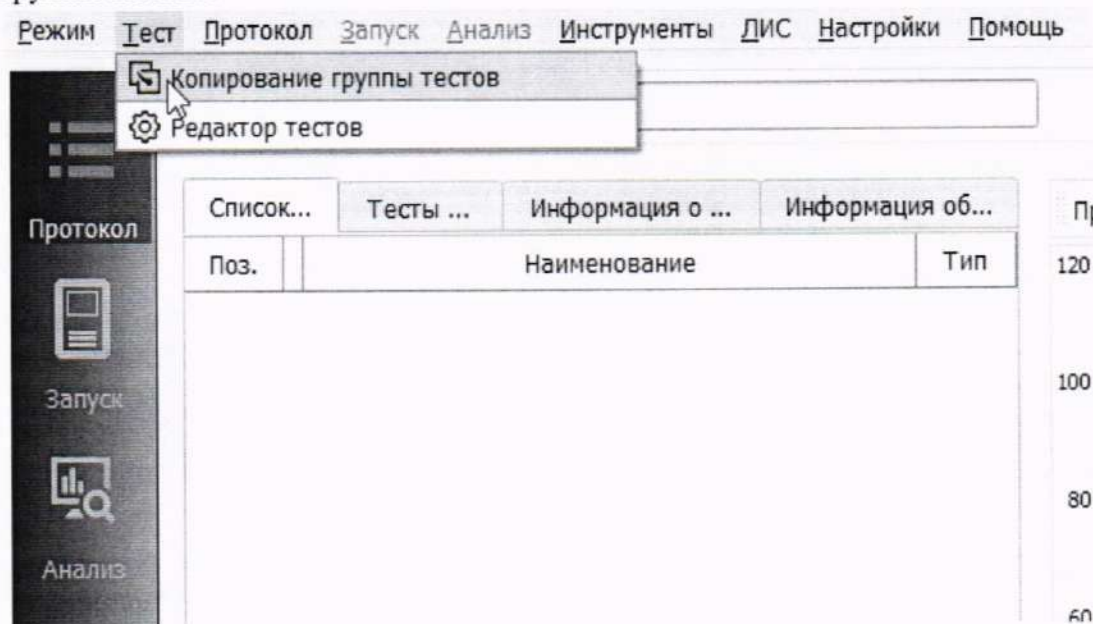 Режим Тест Протокол Запуск Анализ Инструменты ЛИС Настройки Помощь
Копирование группы тестов
Редактор тестов
Протокол
Запуск
Анализ
Список... Тесты ... Информация о ... Информация об...
Поз. Наименование Тип
120
100
80
60